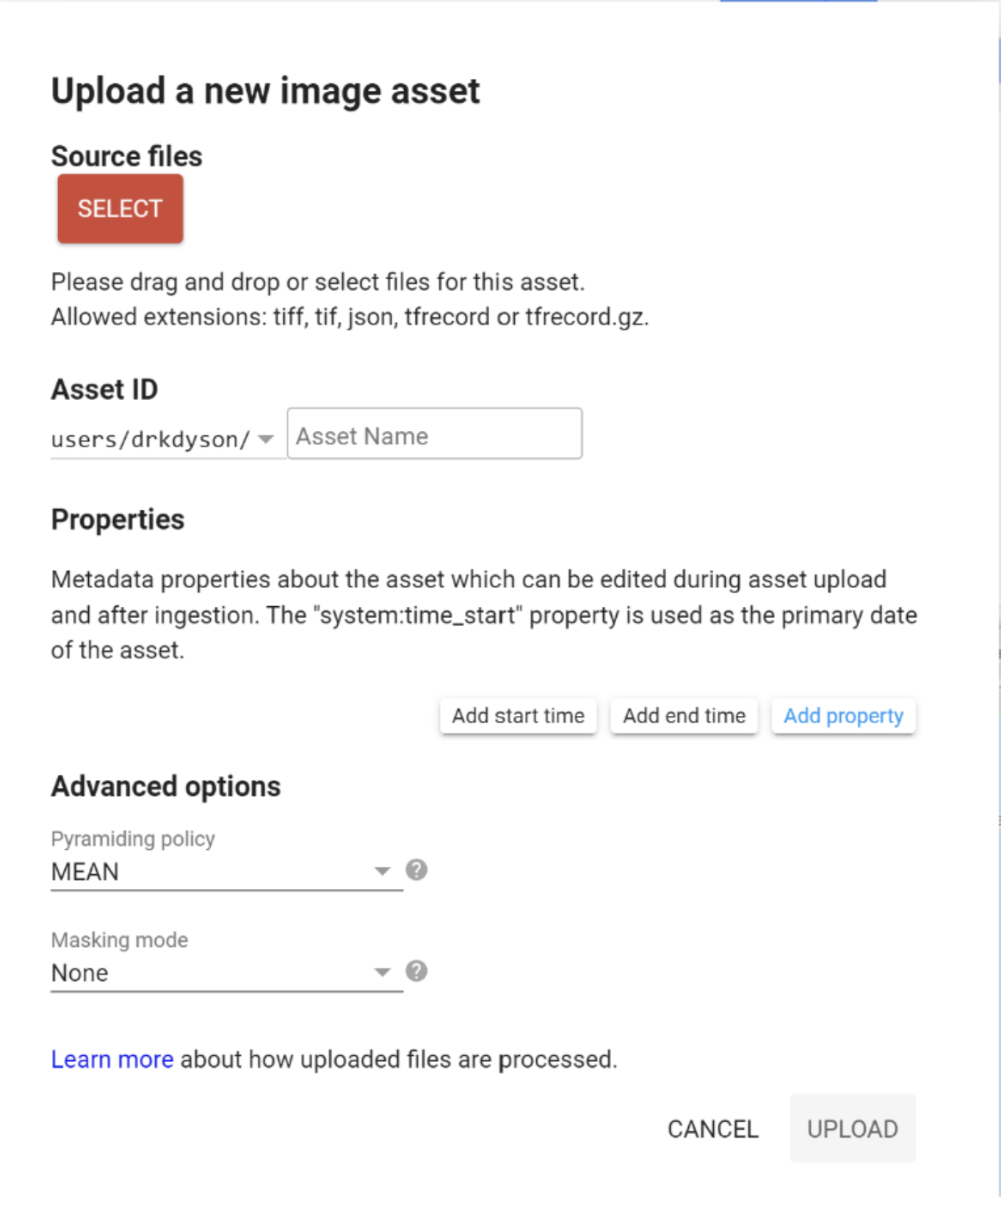 Upload a new image asset
Source files
SELECT
Please drag and drop or select files for this asset.
Allowed extensions: tiff, tif, json, tfrecord or tfrecord.gz.
Asset ID
users/drkdyson/ Asset Name
Properties
Metadata properties about the asset which can be edited during asset upload
and after ingestion. The "system:time_start" property is used as the primary date
of the asset.
Add start time Add end time Add property
Advanced options
Pyramiding policy
MEAN ?
Masking mode
None ?
Learn more about how uploaded files are processed.
CANCEL UPLOAD